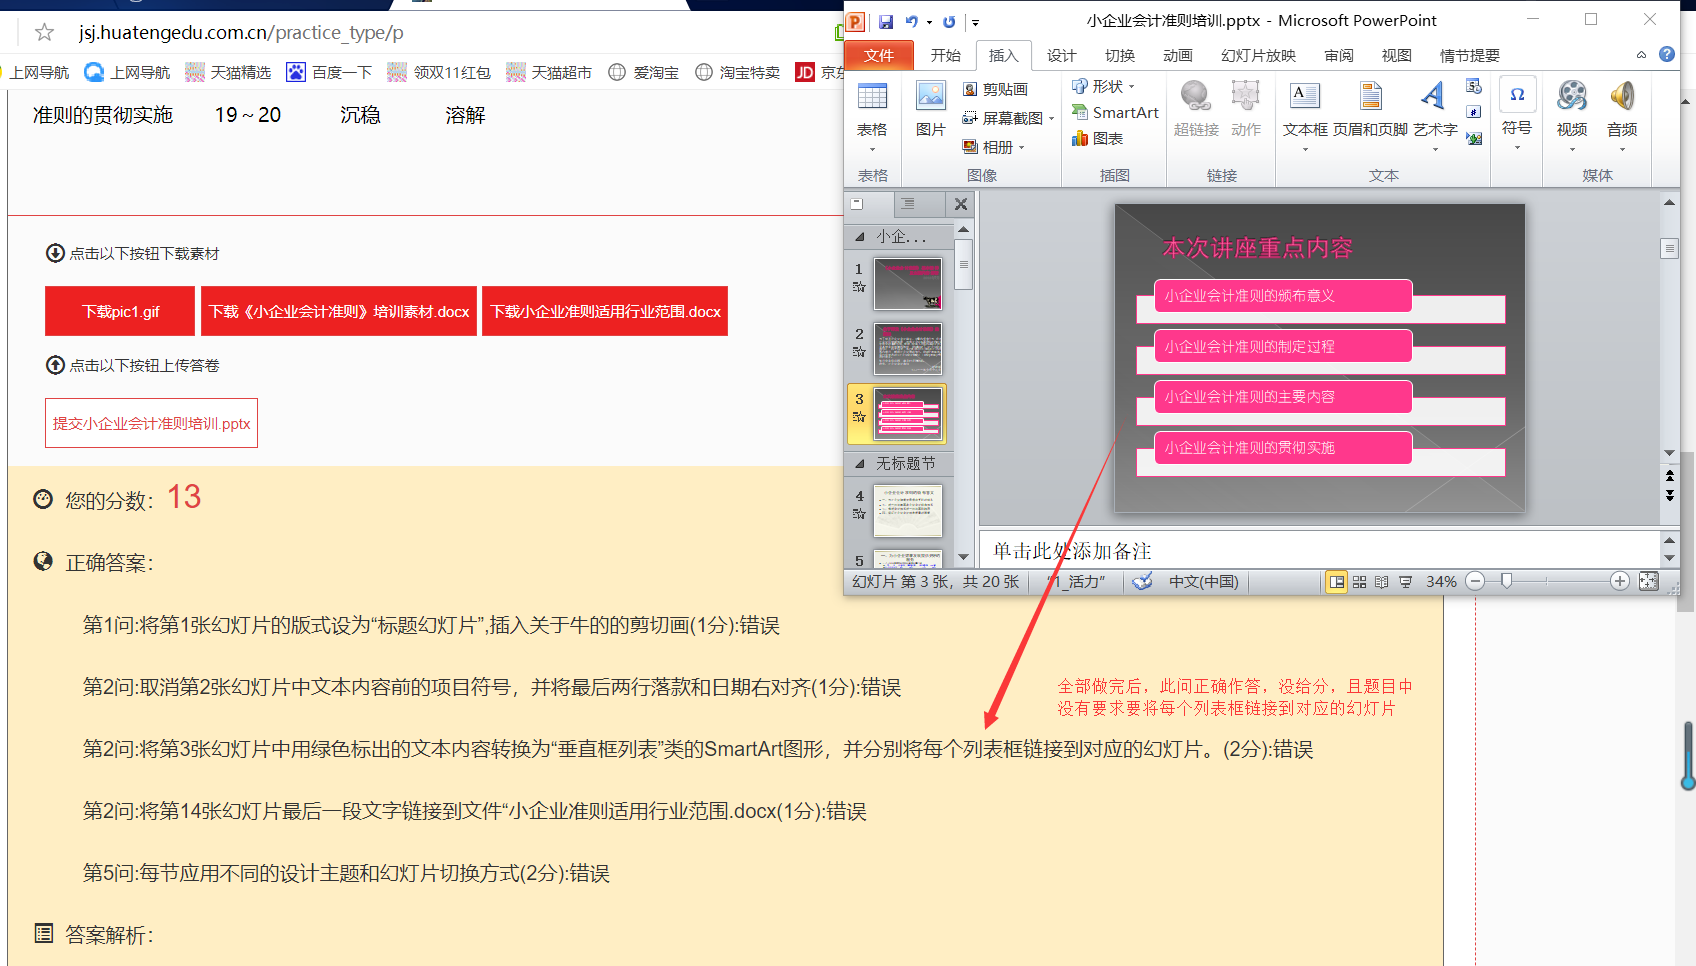 jsj.huatengedu.com.cn/practice_type/p
上网导航
上网导航
天猫精选
百度一下
领双11红包
天猫超市
爱淘宝
淘宝特卖
JD
准则的贯彻实施 19～20 沉稳 溶解
点击以下按钮下载素材
下载pic1.gif
下载《小企业会计准则》培训素材.docx
下载小企业准则适用行业范围.docx
点击以下按钮上传答卷
提交小企业会计准则培训.pptx
您的分数：13
正确答案：
第1问:将第1张幻灯片的版式设为“标题幻灯片”,插入关于牛的的剪切画(1分):错误
第2问:取消第2张幻灯片中文本内容前的项目符号，并将最后两行落款和日期右对齐(1分):错误
第2问:将第3张幻灯片中用绿色标出的文本内容转换为“垂直框列表”类的SmartArt图形，并分别将每个列表框链接到对应的幻灯片。(2分):错误
第2问:将第14张幻灯片最后一段文字链接到文件“小企业准则适用行业范围.docx(1分):错误
第5问:每节应用不同的设计主题和幻灯片切换方式(2分):错误
答案解析：
全部做完后，此问正确作答，没给分，且题目中
没有要求要将每个列表框链接到对应的幻灯片
小企业会计准则培训.pptx - Microsoft PowerPoint
文件 开始 插入 设计 切换 动画 幻灯片放映 审阅 视图 情节提要
表格
图片
剪贴画
屏幕截图
相册
形状
SmartArt
图表
超链接
动作
文本框
页眉和页脚
艺术字
符号
视频
音频
表格 图像 插图 链接 文本 媒体
小企...
1
2
3
无标题节
4
5
本次讲座重点内容
小企业会计准则的颁布意义
小企业会计准则的制定过程
小企业会计准则的主要内容
小企业会计准则的贯彻实施
单击此处添加备注
幻灯片 第 3 张，共 20 张
“1_活力”
中文(中国)
34%